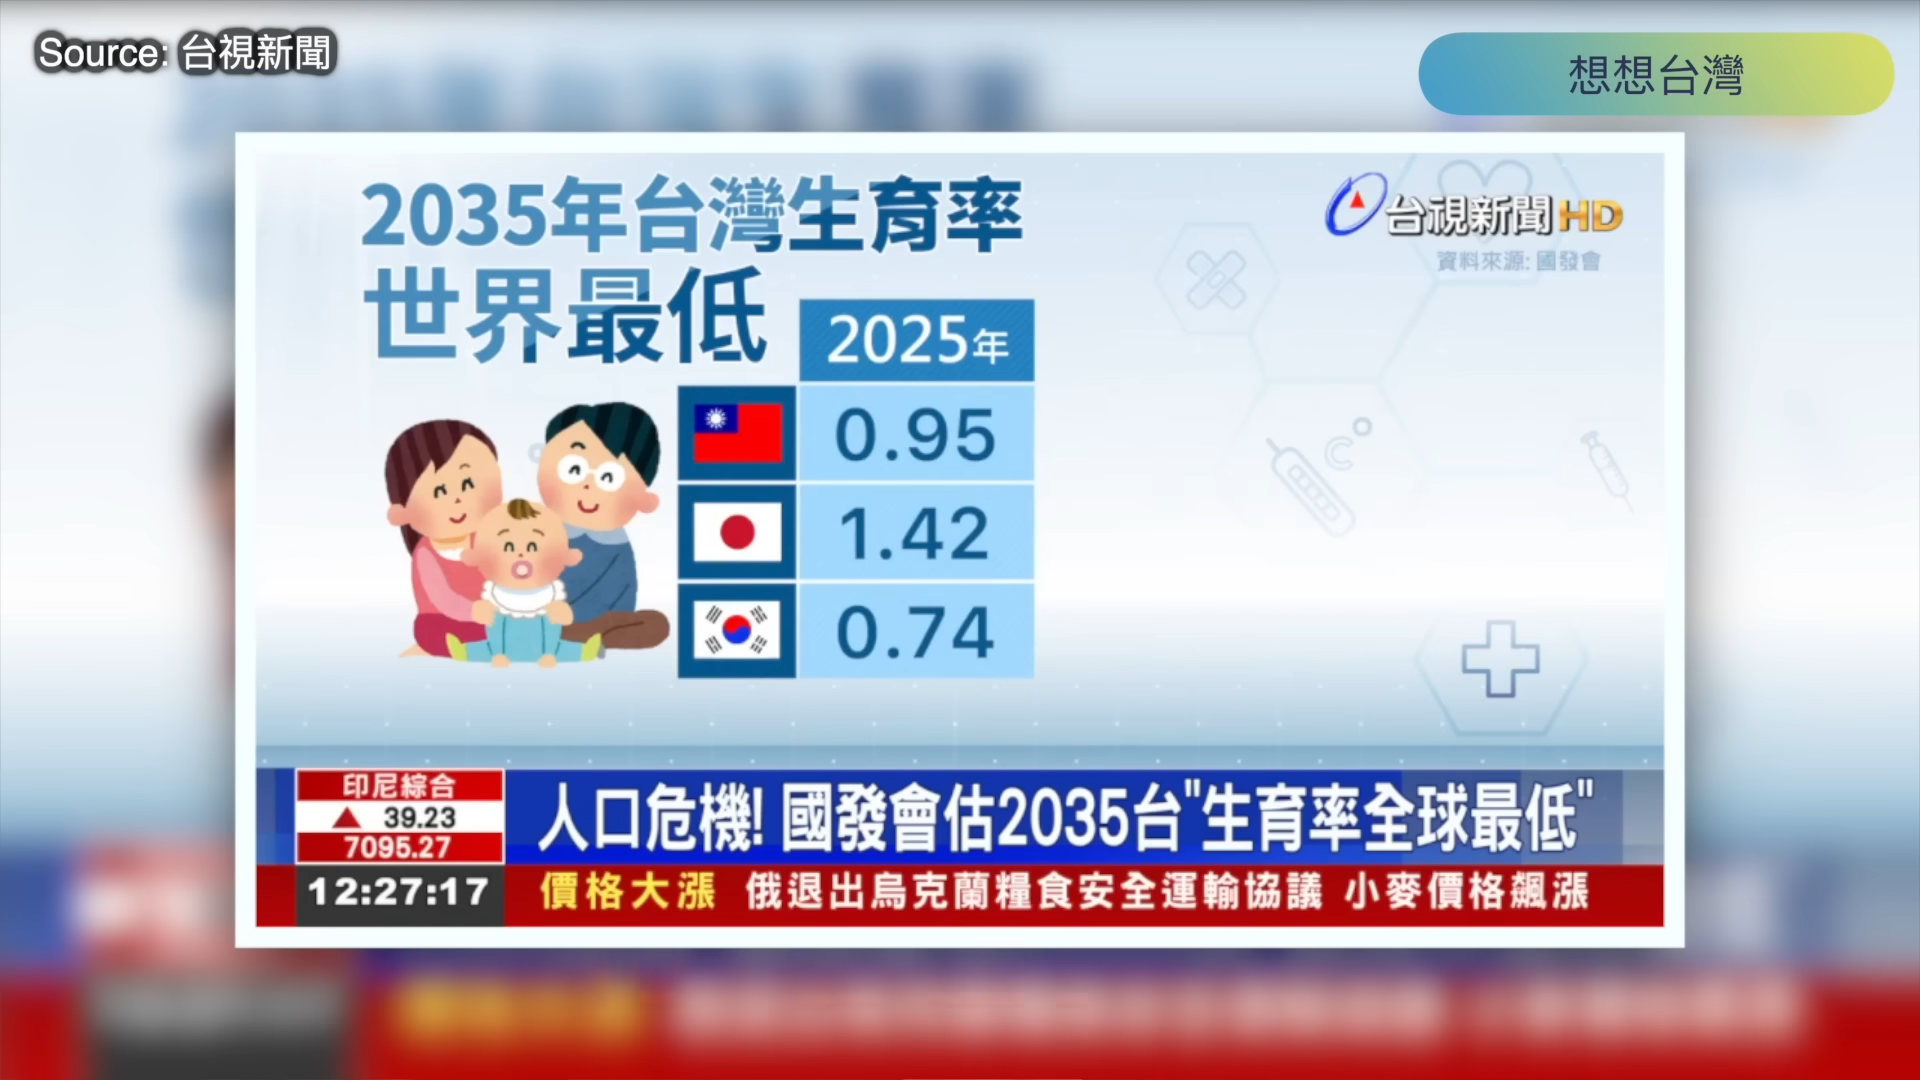 Source: 台視新聞
想想台灣
2035年台灣生育率
世界最低
台視新聞HD
資料來源: 國發會
2025年
0.95
1.42
0.74
C
印尼綜合
▲ 39.23
7095.27
人口危機! 國發會估2035台"生育率全球最低"
12:27:17
價格大漲 俄退出烏克蘭糧食安全運輸協議 小麥價格飆漲